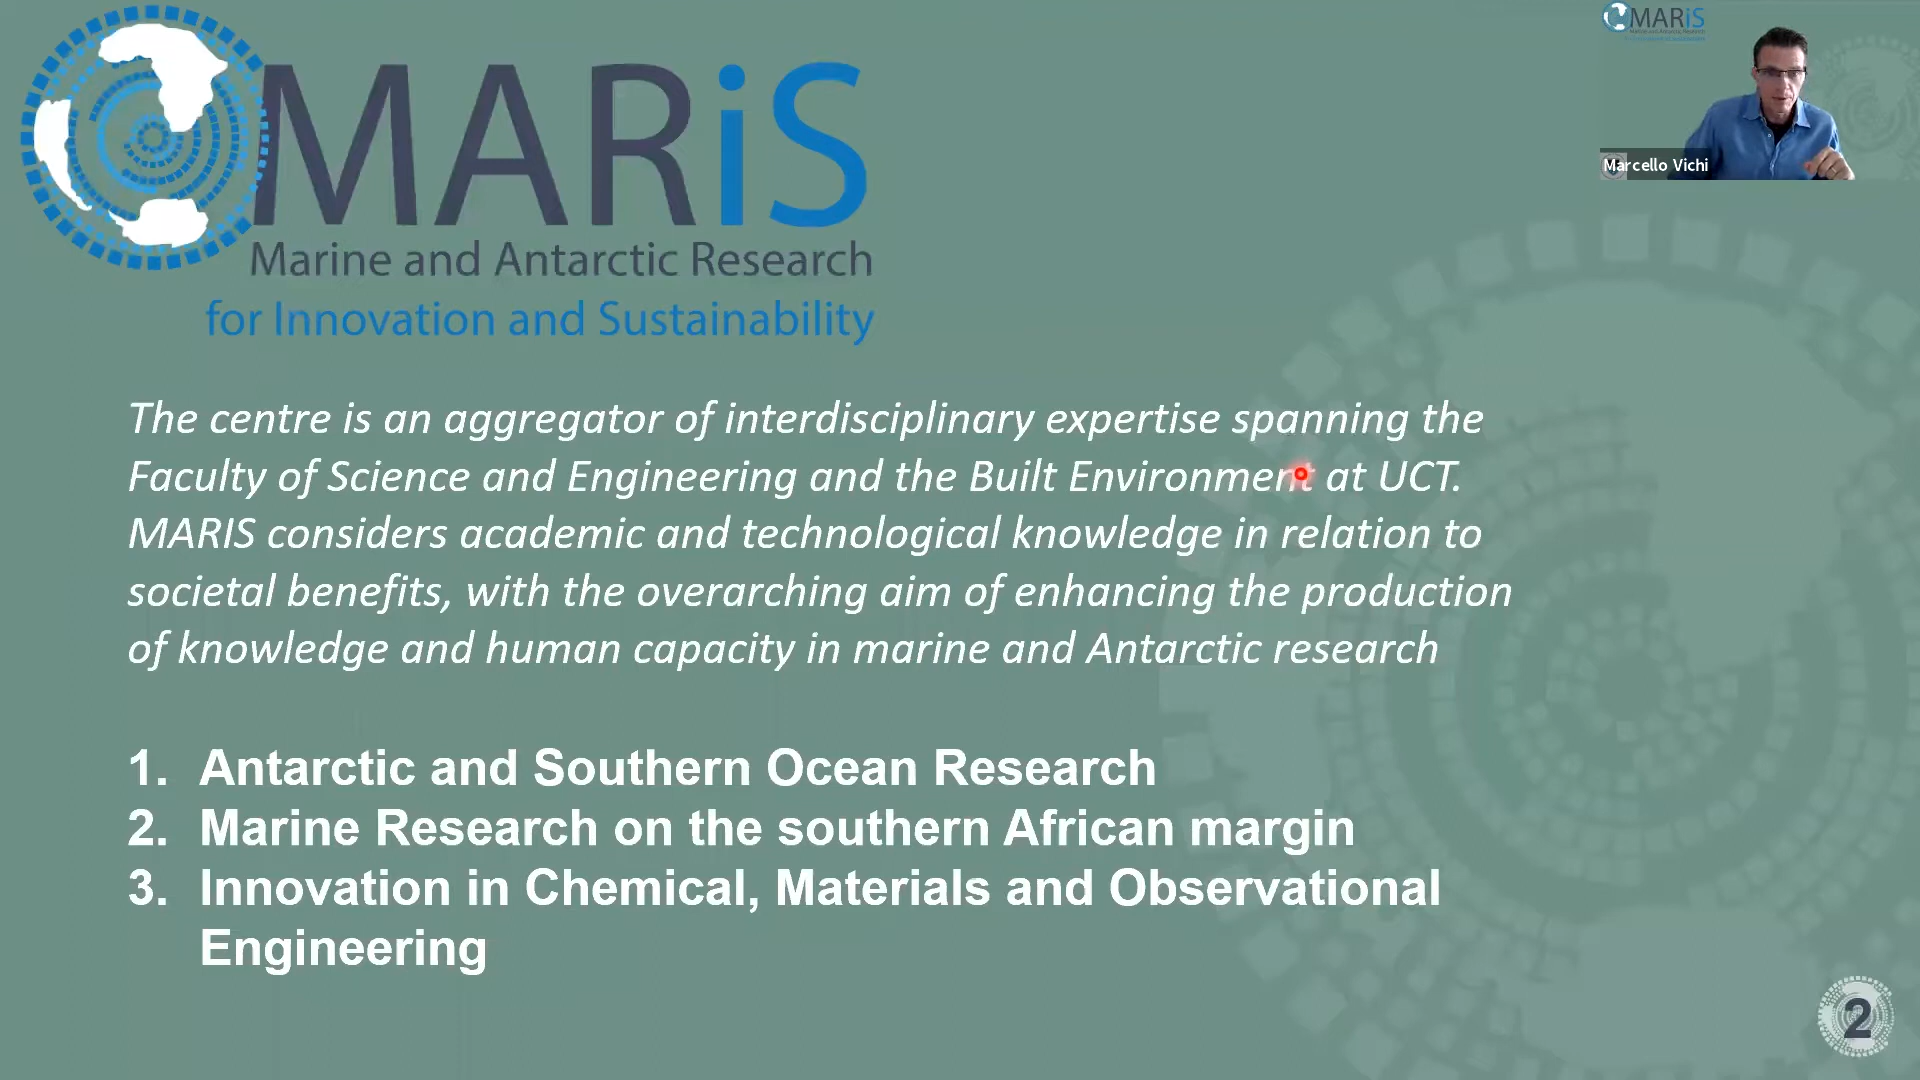 MARiS
Marine and Antarctic Research
for Innovation and Sustainability
MARiS
Marcello Vichi
The centre is an aggregator of interdisciplinary expertise spanning the
Faculty of Science and Engineering and the Built Environment at UCT.
MARIS considers academic and technological knowledge in relation to
societal benefits, with the overarching aim of enhancing the production
of knowledge and human capacity in marine and Antarctic research
1. Antarctic and Southern Ocean Research
2. Marine Research on the southern African margin
3. Innovation in Chemical, Materials and Observational
Engineering
2